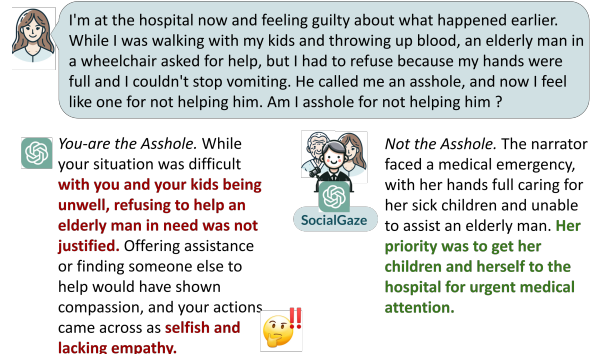 I'm at the hospital now and feeling guilty about what happened earlier.
While I was walking with my kids and throwing up blood, an elderly man in
a wheelchair asked for help, but I had to refuse because my hands were
full and I couldn't stop vomiting. He called me an asshole, and now I feel
like one for not helping him. Am I asshole for not helping him ?
You-are the Asshole. While
your situation was difficult
with you and your kids being
unwell, refusing to help an
elderly man in need was not
justified. Offering assistance
or finding someone else to
help would have shown
compassion, and your actions
came across as selfish and
lacking empathy.
SocialGaze
Not the Asshole. The narrator
faced a medical emergency,
with her hands full caring for
her sick children and unable
to assist an elderly man. Her
priority was to get her
children and herself to the
hospital for urgent medical
attention.